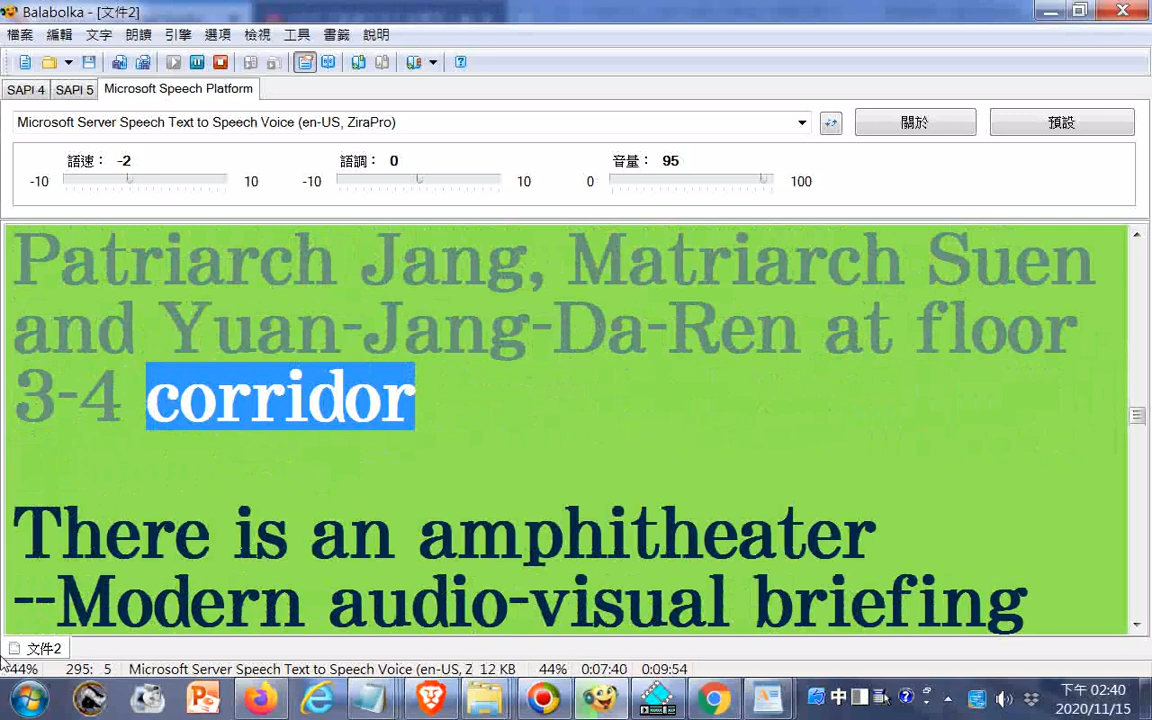 Balabolka - [文件2]
檔案 編輯 文字 朗讀 引擎 選項 檢視 工具 書籤 說明
SAPI 4 SAPI 5 Microsoft Speech Platform
Microsoft Server Speech Text to Speech Voice (en-US, ZiraPro) 關於 預設
語速： -2 語調： 0 音量： 95
-10 10 -10 10 0 100
Patriarch Jang, Matriarch Suen
and Yuan-Jang-Da-Ren at floor
3-4 corridor
There is an amphitheater
--Modern audio-visual briefing
文件2
44% 295: 5 Microsoft Server Speech Text to Speech Voice (en-US, Z 12 KB 44% 0:07:40 0:09:54
中 下午 02:40
2020/11/15